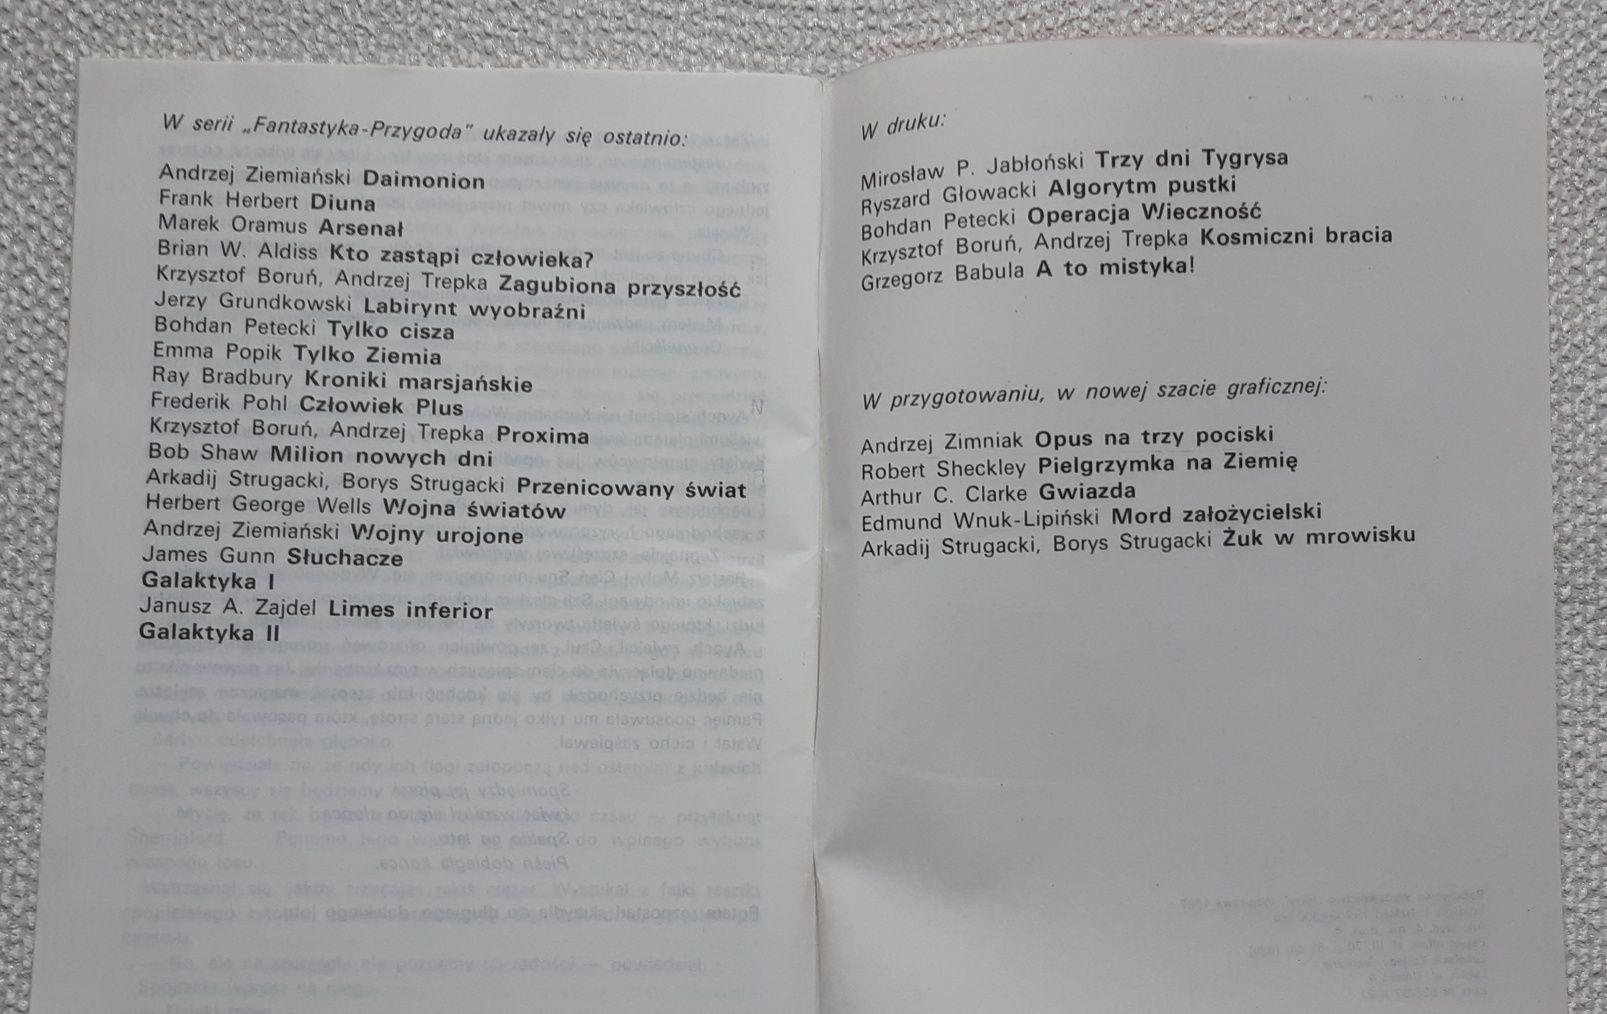 W serii „Fantastyka-Przygoda” ukazały się ostatnio:
Andrzej Ziemiański Daimonion
Frank Herbert Diuna
Marek Oramus Arsenał
Brian W. Aldiss Kto zastąpi człowieka?
Krzysztof Boruń, Andrzej Trepka Zagubiona przyszłość
Jerzy Grundkowski Labirynt wyobraźni
Bohdan Petecki Tylko cisza
Emma Popik Tylko Ziemia
Ray Bradbury Kroniki marsjańskie
Frederik Pohl Człowiek Plus
Krzysztof Boruń, Andrzej Trepka Proxima
Bob Shaw Milion nowych dni
Arkadij Strugacki, Borys Strugacki Przenicowany świat
Herbert George Wells Wojna światów
Andrzej Ziemiański Wojny urojone
James Gunn Słuchacze
Galaktyka I
Janusz A. Zajdel Limes inferior
Galaktyka II
W druku:
Mirosław P. Jabłoński Trzy dni Tygrysa
Ryszard Głowacki Algorytm pustki
Bohdan Petecki Operacja Wieczność
Krzysztof Boruń, Andrzej Trepka Kosmiczni bracia
Grzegorz Babula A to mistyka!
W przygotowaniu, w nowej szacie graficznej:
Andrzej Zimniak Opus na trzy pociski
Robert Sheckley Pielgrzymka na Ziemię
Arthur C. Clarke Gwiazda
Edmund Wnuk-Lipiński Mord założycielski
Arkadij Strugacki, Borys Strugacki Żuk w mrowisku